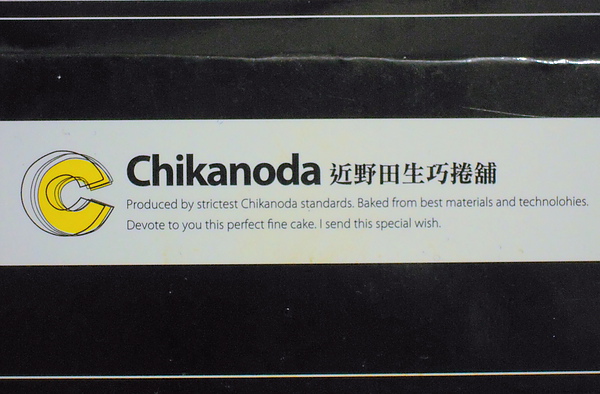 Chikanoda 近野田生巧捲舖
Produced by strictest Chikanoda standards. Baked from best materials and technolohies.
Devote to you this perfect fine cake. I send this special wish.